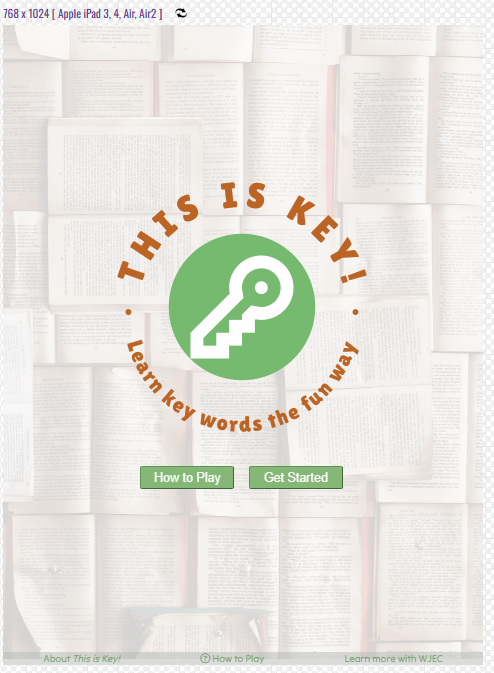 768 x 1024 [ Apple iPad 3, 4, Air, Air2 ]
THIS IS KEY!
Learn key words the fun way
How to Play
Get Started
About This is Key!
? How to Play
Learn more with WJEC